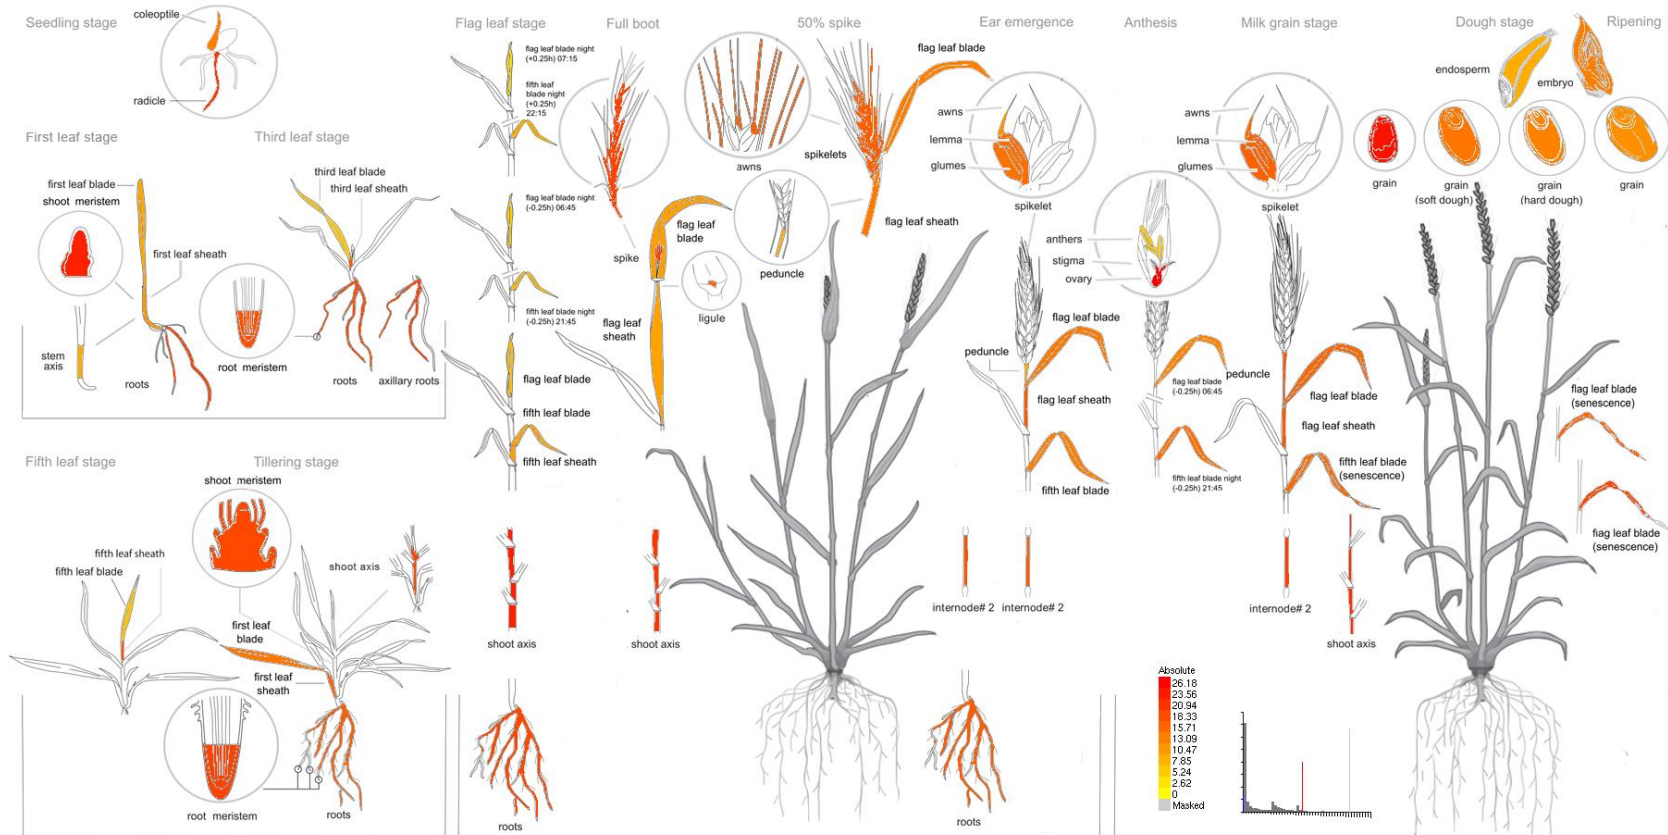 Seedling stage
coleoptile
radicle
First leaf stage
first leaf blade
shoot meristem
first leaf sheath
stem
axis
roots
Third leaf stage
third leaf blade
third leaf sheath
root meristem
roots
axillary roots
Fifth leaf stage
fifth leaf sheath
fifth leaf blade
Tillering stage
shoot meristem
shoot axis
first leaf
blade
first leaf
sheath
root meristem
roots
Flag leaf stage
flag leaf blade night
(+0.25h) 07:15
fifth leaf
blade night
(+0.25h)
22:15
flag leaf blade night
(-0.25h) 06:45
fifth leaf blade night
(-0.25h) 21:45
flag leaf blade
fifth leaf blade
fifth leaf sheath
shoot axis
roots
Full boot
spike
flag leaf
blade
ligule
flag leaf
sheath
shoot axis
50% spike
awns
spikelets
flag leaf blade
flag leaf sheath
peduncle
Ear emergence
awns
lemma
glumes
spikelet
flag leaf blade
peduncle
flag leaf sheath
fifth leaf blade
internode# 2
internode# 2
roots
Anthesis
anthers
stigma
ovary
flag leaf blade
(-0.25h) 06:45
fifth leaf blade night
(-0.25h) 21:45
Milk grain stage
awns
lemma
glumes
spikelet
peduncle
flag leaf blade
flag leaf sheath
fifth leaf blade
(senescence)
internode# 2
shoot axis
Dough stage
endosperm
embryo
grain
grain
(soft dough)
grain
(hard dough)
Ripening
grain
flag leaf blade
(senescence)
flag leaf blade
(senescence)
Absolute
26.18
23.56
20.94
18.33
15.71
13.09
10.47
7.85
5.24
2.62
0
Masked